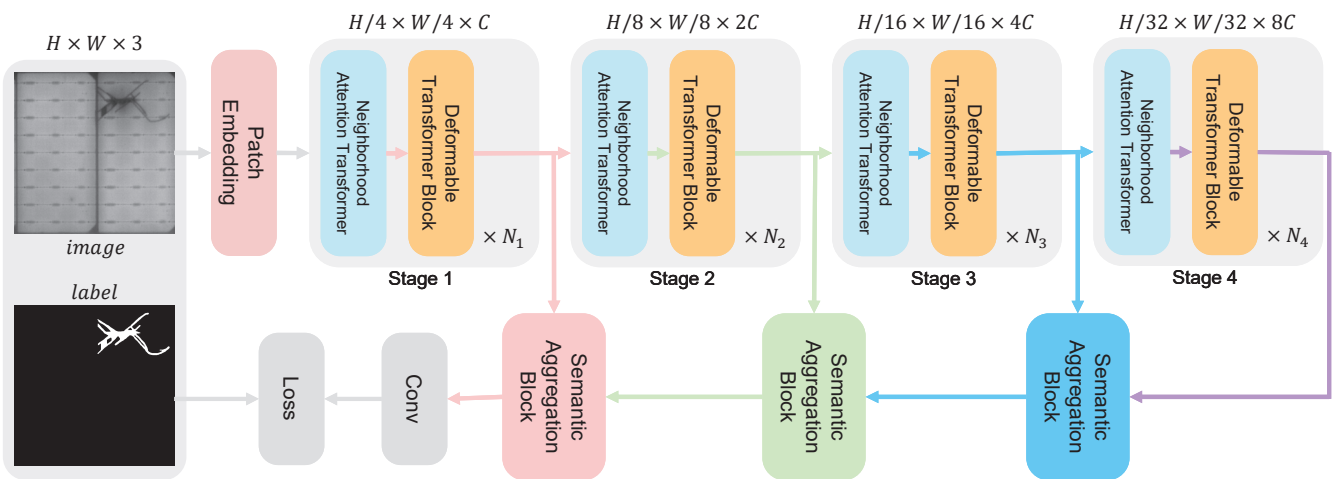 H × W × 3
H/4 × W/4 × C
H/8 × W/8 × 2C
H/16 × W/16 × 4C
H/32 × W/32 × 8C
image
label
Patch
Embedding
Neighborhood
Attention Transformer
Deformable
Transformer Block
× N₁
Stage 1
Neighborhood
Attention Transformer
Deformable
Transformer Block
× N₂
Stage 2
Neighborhood
Attention Transformer
Deformable
Transformer Block
× N₃
Stage 3
Neighborhood
Attention Transformer
Deformable
Transformer Block
× N₄
Stage 4
Loss
Conv
Semantic
Aggregation
Block
Semantic
Aggregation
Block
Semantic
Aggregation
Block